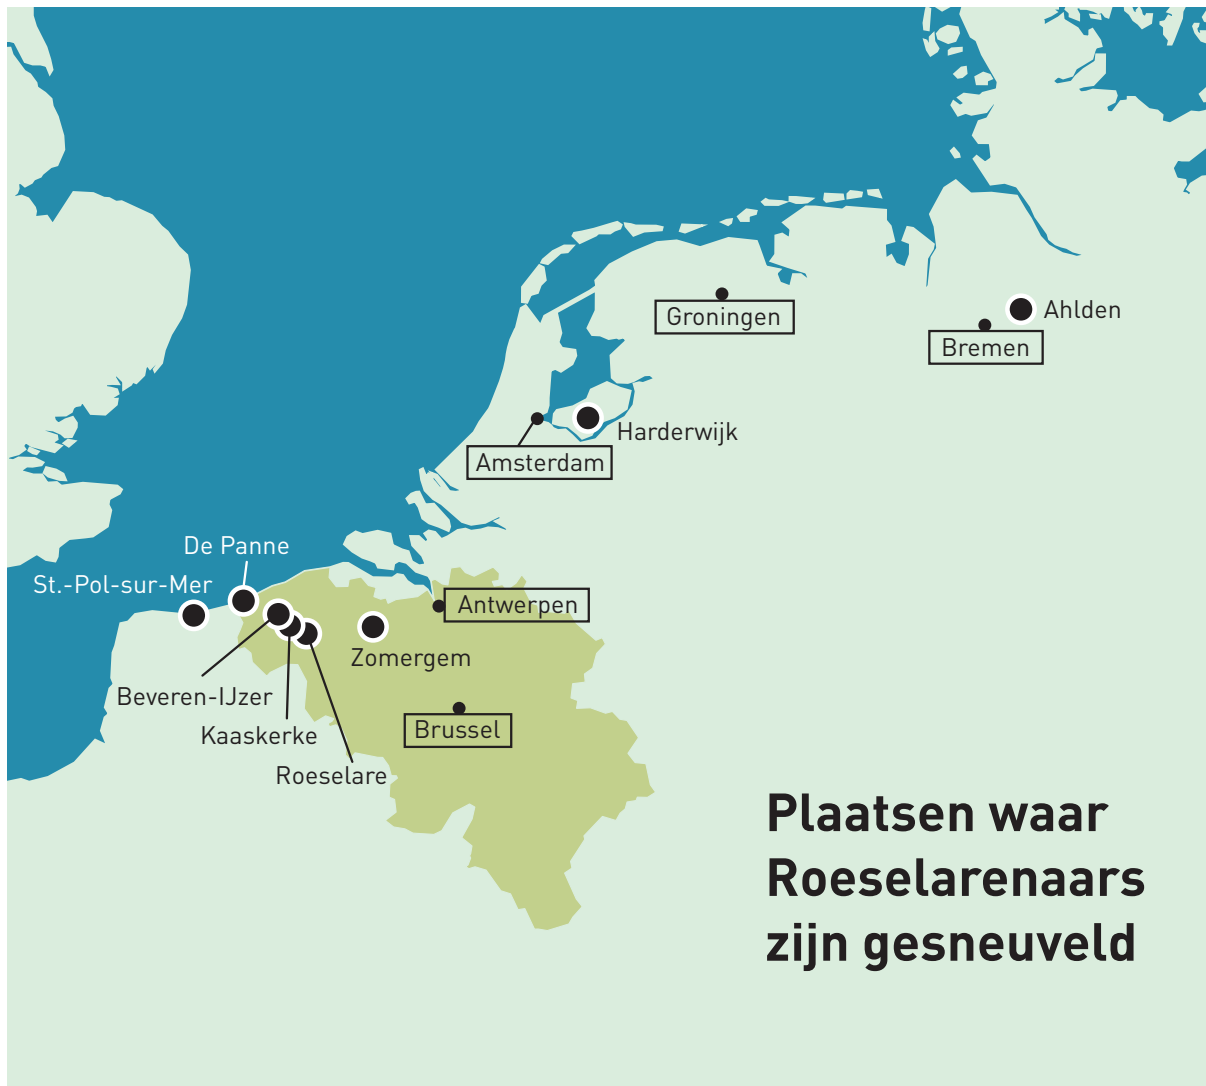 Groningen
Ahlden
Bremen
Harderwijk
Amsterdam
De Panne
St.-Pol-sur-Mer
Antwerpen
Zomergem
Beveren-IJzer
Brussel
Kaaskerke
Roeselare
Plaatsen waar
Roeselarenaars
zijn gesneuveld